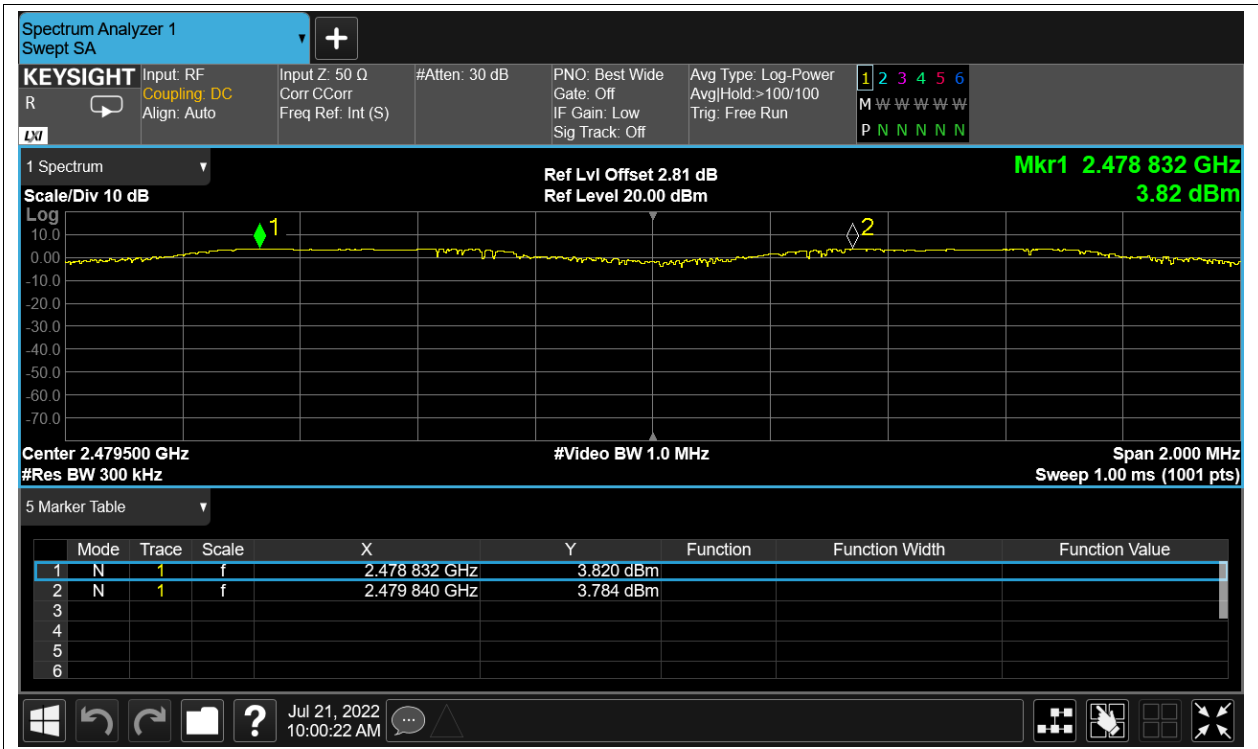 Spectrum Analyzer 1
Swept SA
KEYSIGHT
R
LXI
Input: RF
Coupling: DC
Align: Auto
Input Z: 50 Ω
Corr CCorr
Freq Ref: Int (S)
#Atten: 30 dB
PNO: Best Wide
Gate: Off
IF Gain: Low
Sig Track: Off
Avg Type: Log-Power
Avg|Hold:>100/100
Trig: Free Run
1 2 3 4 5 6
M W W W W W
P N N N N N
1 Spectrum
Scale/Div 10 dB
Ref Lvl Offset 2.81 dB
Ref Level 20.00 dBm
Mkr1 2.478 832 GHz
3.82 dBm
Log
10.0
0.00
-10.0
-20.0
-30.0
-40.0
-50.0
-60.0
-70.0
1
2
Center 2.479500 GHz
#Res BW 300 kHz
#Video BW 1.0 MHz
Span 2.000 MHz
Sweep 1.00 ms (1001 pts)
5 Marker Table
Mode Trace Scale X Y Function Function Width Function Value
1 N 1 f 2.478 832 GHz 3.820 dBm
2 N 1 f 2.479 840 GHz 3.784 dBm
3
4
5
6
?
Jul 21, 2022
10:00:22 AM